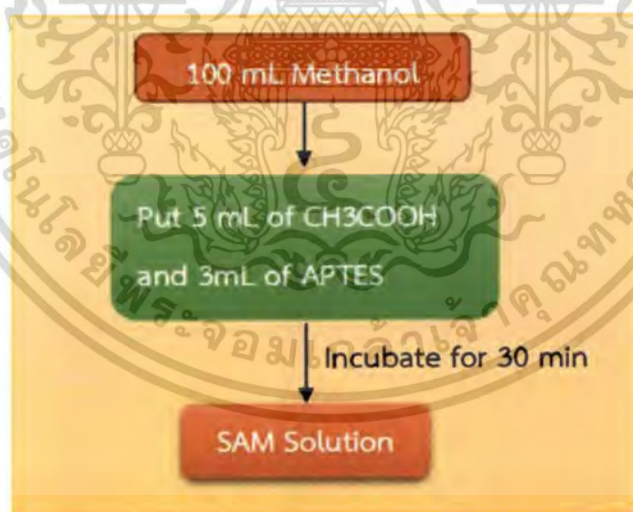 100 mL Methanol
Put 5 mL of CH3COOH
and 3mL of APTES
Incubate for 30 min
SAM Solution